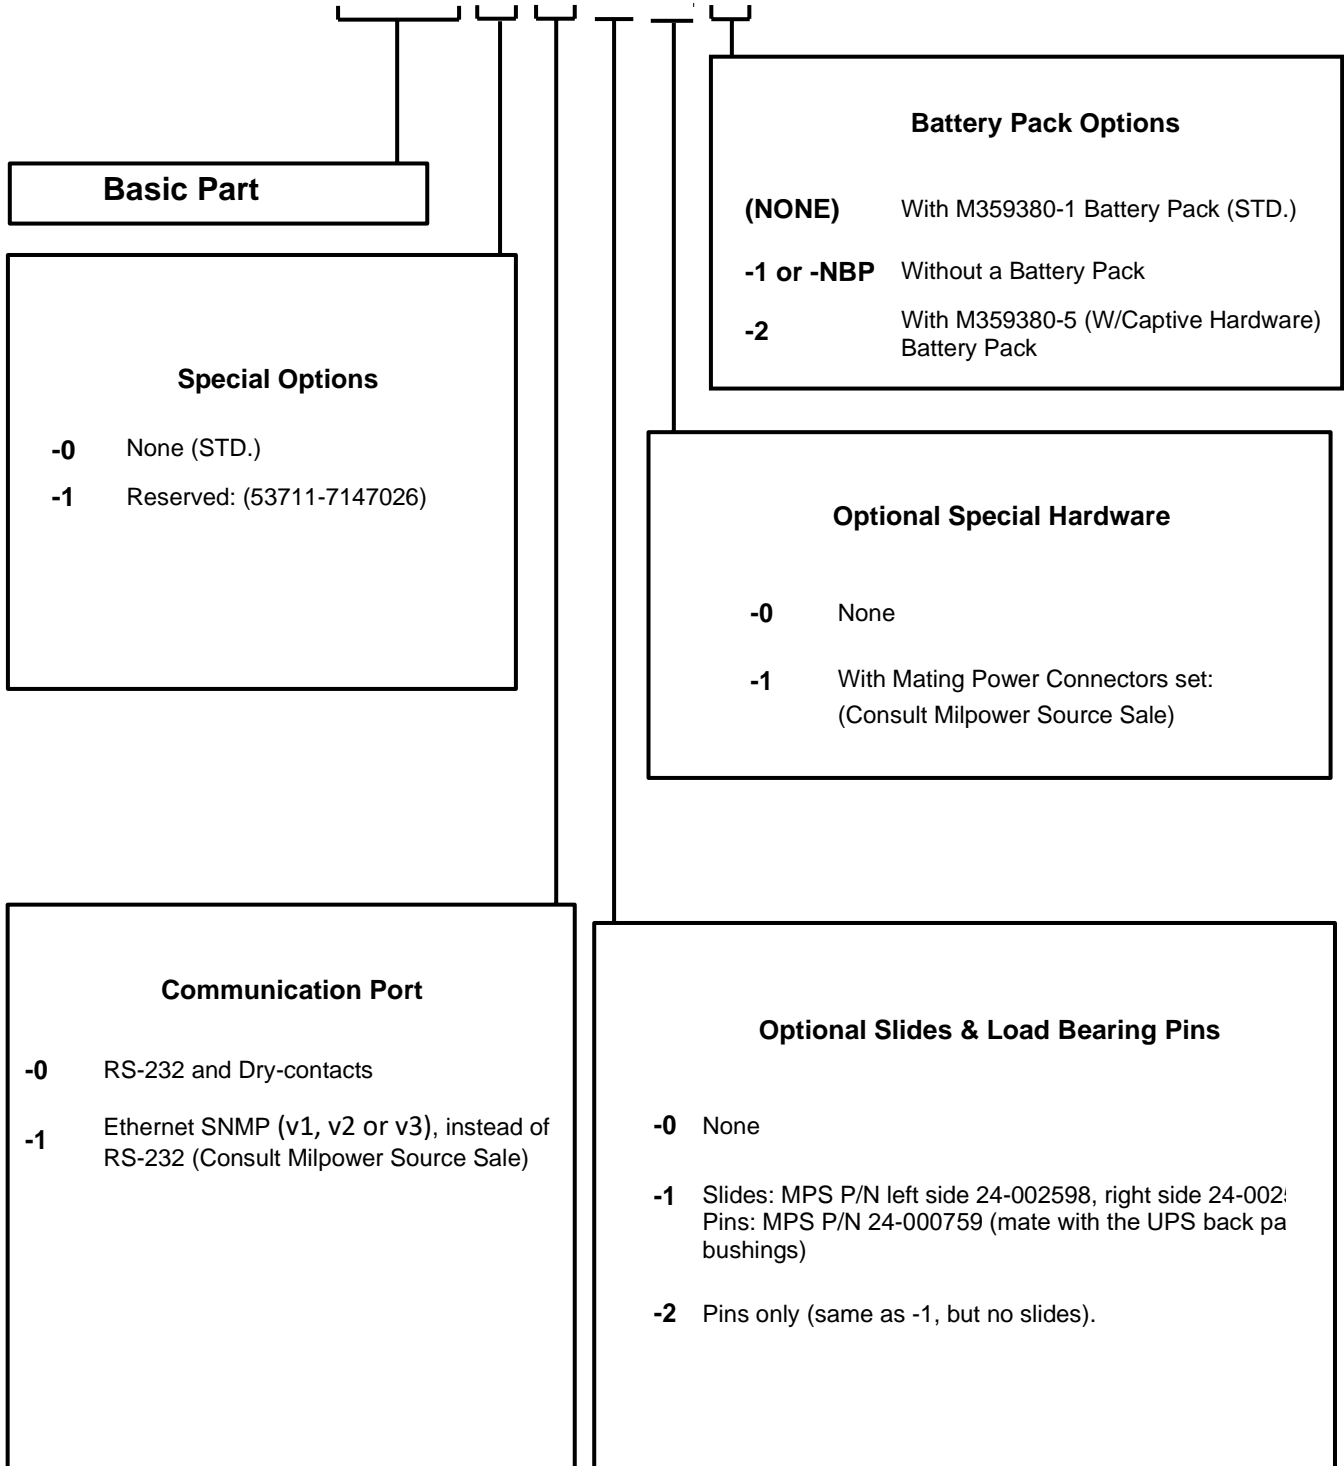 Basic Part
Battery Pack Options
(NONE) With M359380-1 Battery Pack (STD.)
-1 or -NBP Without a Battery Pack
-2 With M359380-5 (W/Captive Hardware)
Battery Pack
Special Options
-0 None (STD.)
-1 Reserved: (53711-7147026)
Optional Special Hardware
-0 None
-1 With Mating Power Connectors set:
(Consult Milpower Source Sale)
Communication Port
-0 RS-232 and Dry-contacts
-1 Ethernet SNMP (v1, v2 or v3), instead of
RS-232 (Consult Milpower Source Sale)
Optional Slides & Load Bearing Pins
-0 None
-1 Slides: MPS P/N left side 24-002598, right side
Pins: MPS P/N 24-000759 (mate with the UPS back
bushings)
-2 Pins only (same as -1, but no slides).